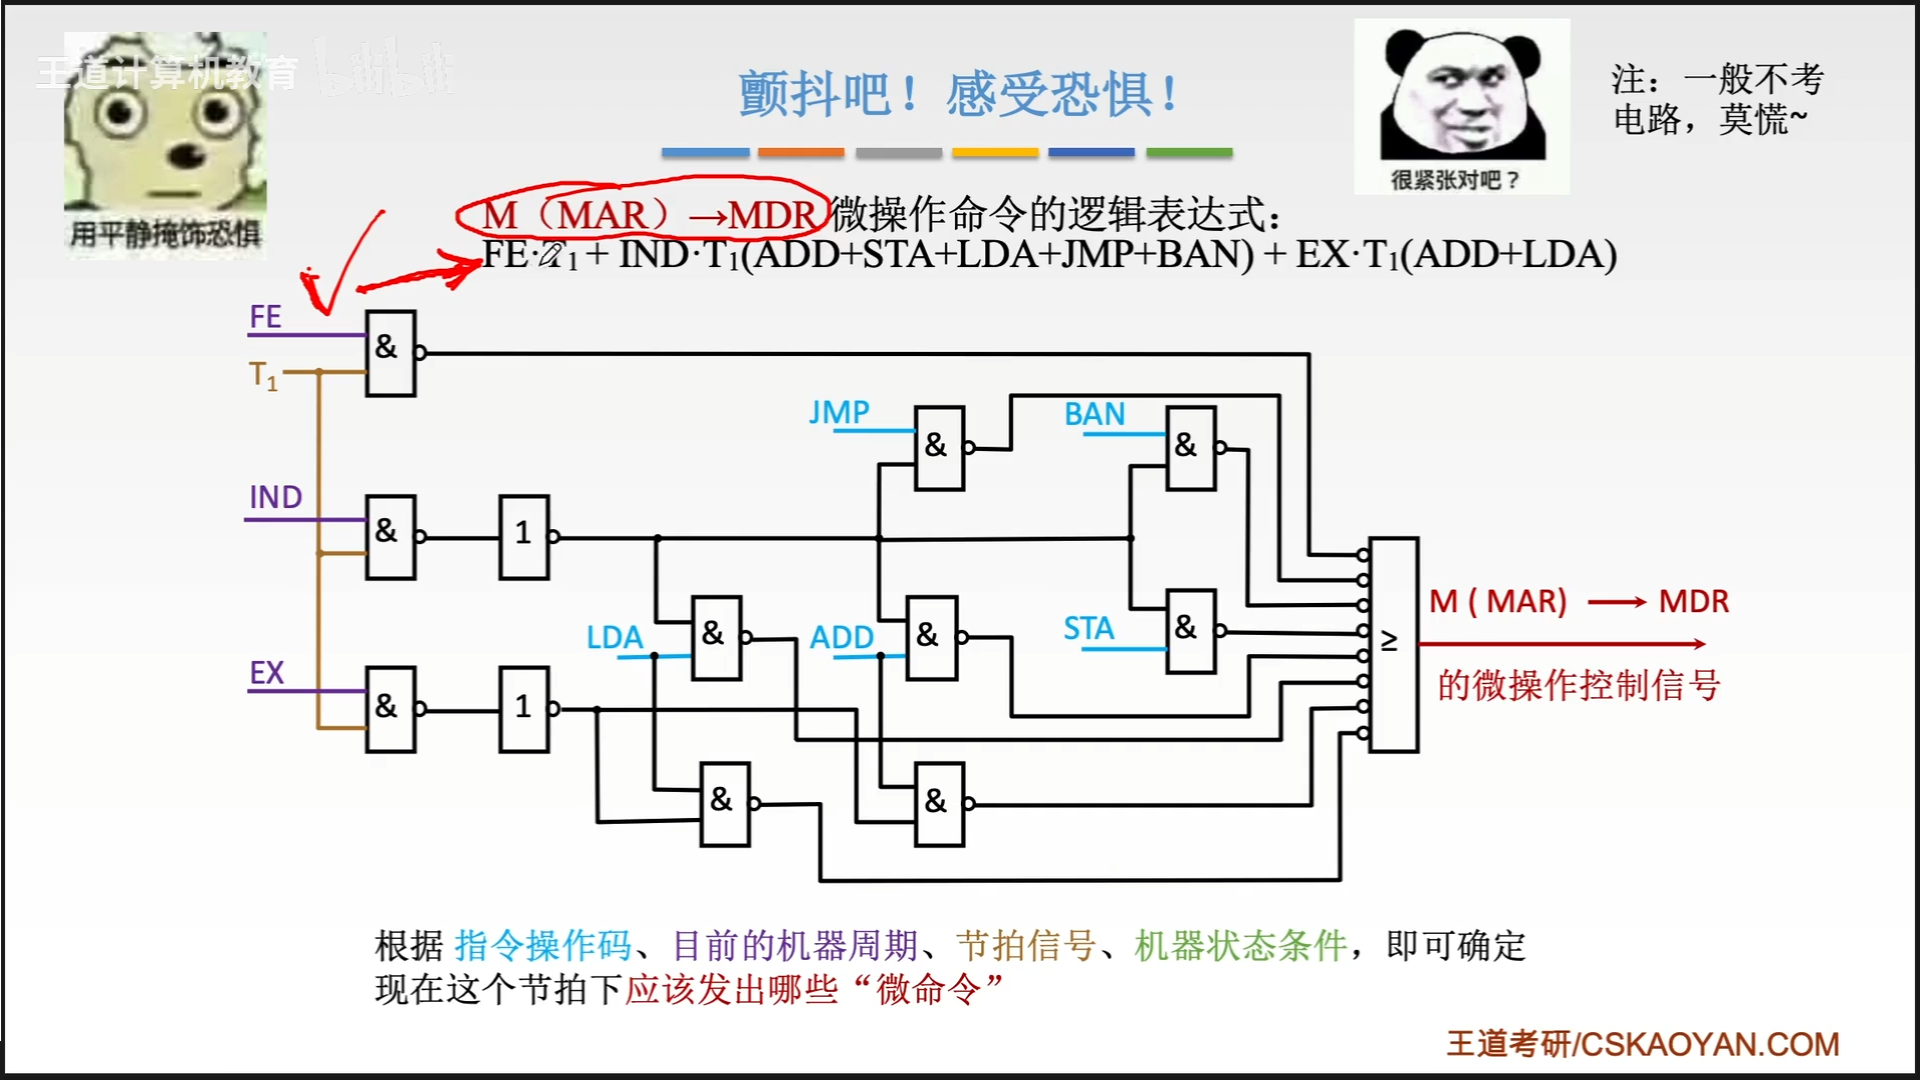 王道计算机教育 bilibili
颤抖吧！感受恐惧！
注：一般不考
电路，莫慌~
很紧张对吧？
用平静掩饰恐惧
M（MAR）→MDR微操作命令的逻辑表达式：
FE·T₁ + IND·T₁(ADD+STA+LDA+JMP+BAN) + EX·T₁(ADD+LDA)
FE
&
T₁
JMP
&
BAN
&
IND
&
1
LDA
&
ADD
&
STA
&
≥
M ( MAR) → MDR
的微操作控制信号
EX
&
1
&
&
根据 指令操作码、目前的机器周期、节拍信号、机器状态条件，即可确定
现在这个节拍下应该发出哪些“微命令”
王道考研/CSKAOYAN.COM